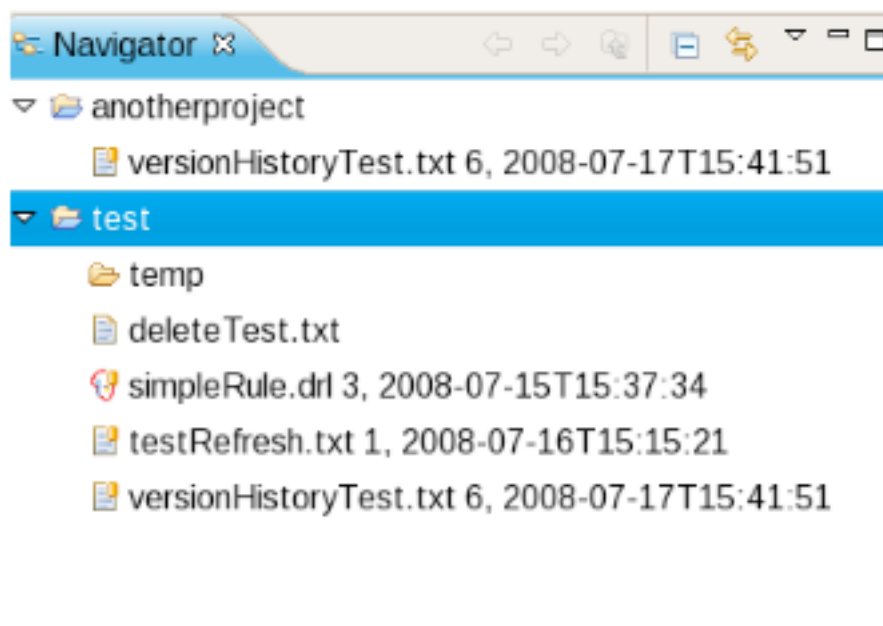 Navigator
anotherproject
versionHistoryTest.txt 6, 2008-07-17T15:41:51
test
temp
deleteTest.txt
simpleRule.drl 3, 2008-07-15T15:37:34
testRefresh.txt 1, 2008-07-16T15:15:21
versionHistoryTest.txt 6, 2008-07-17T15:41:51